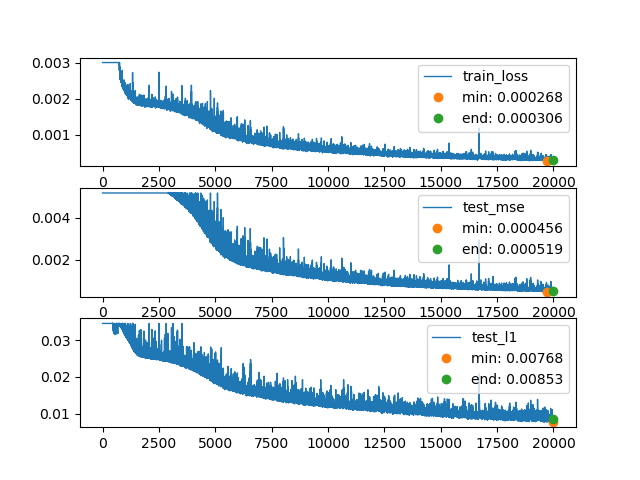 0.003
0.002
0.001
train_loss
min: 0.000268
end: 0.000306
0 2500 5000 7500 10000 12500 15000 17500 20000
0.004
0.002
test_mse
min: 0.000456
end: 0.000519
0 2500 5000 7500 10000 12500 15000 17500 20000
0.03
0.02
0.01
test_l1
min: 0.00768
end: 0.00853
0 2500 5000 7500 10000 12500 15000 17500 20000